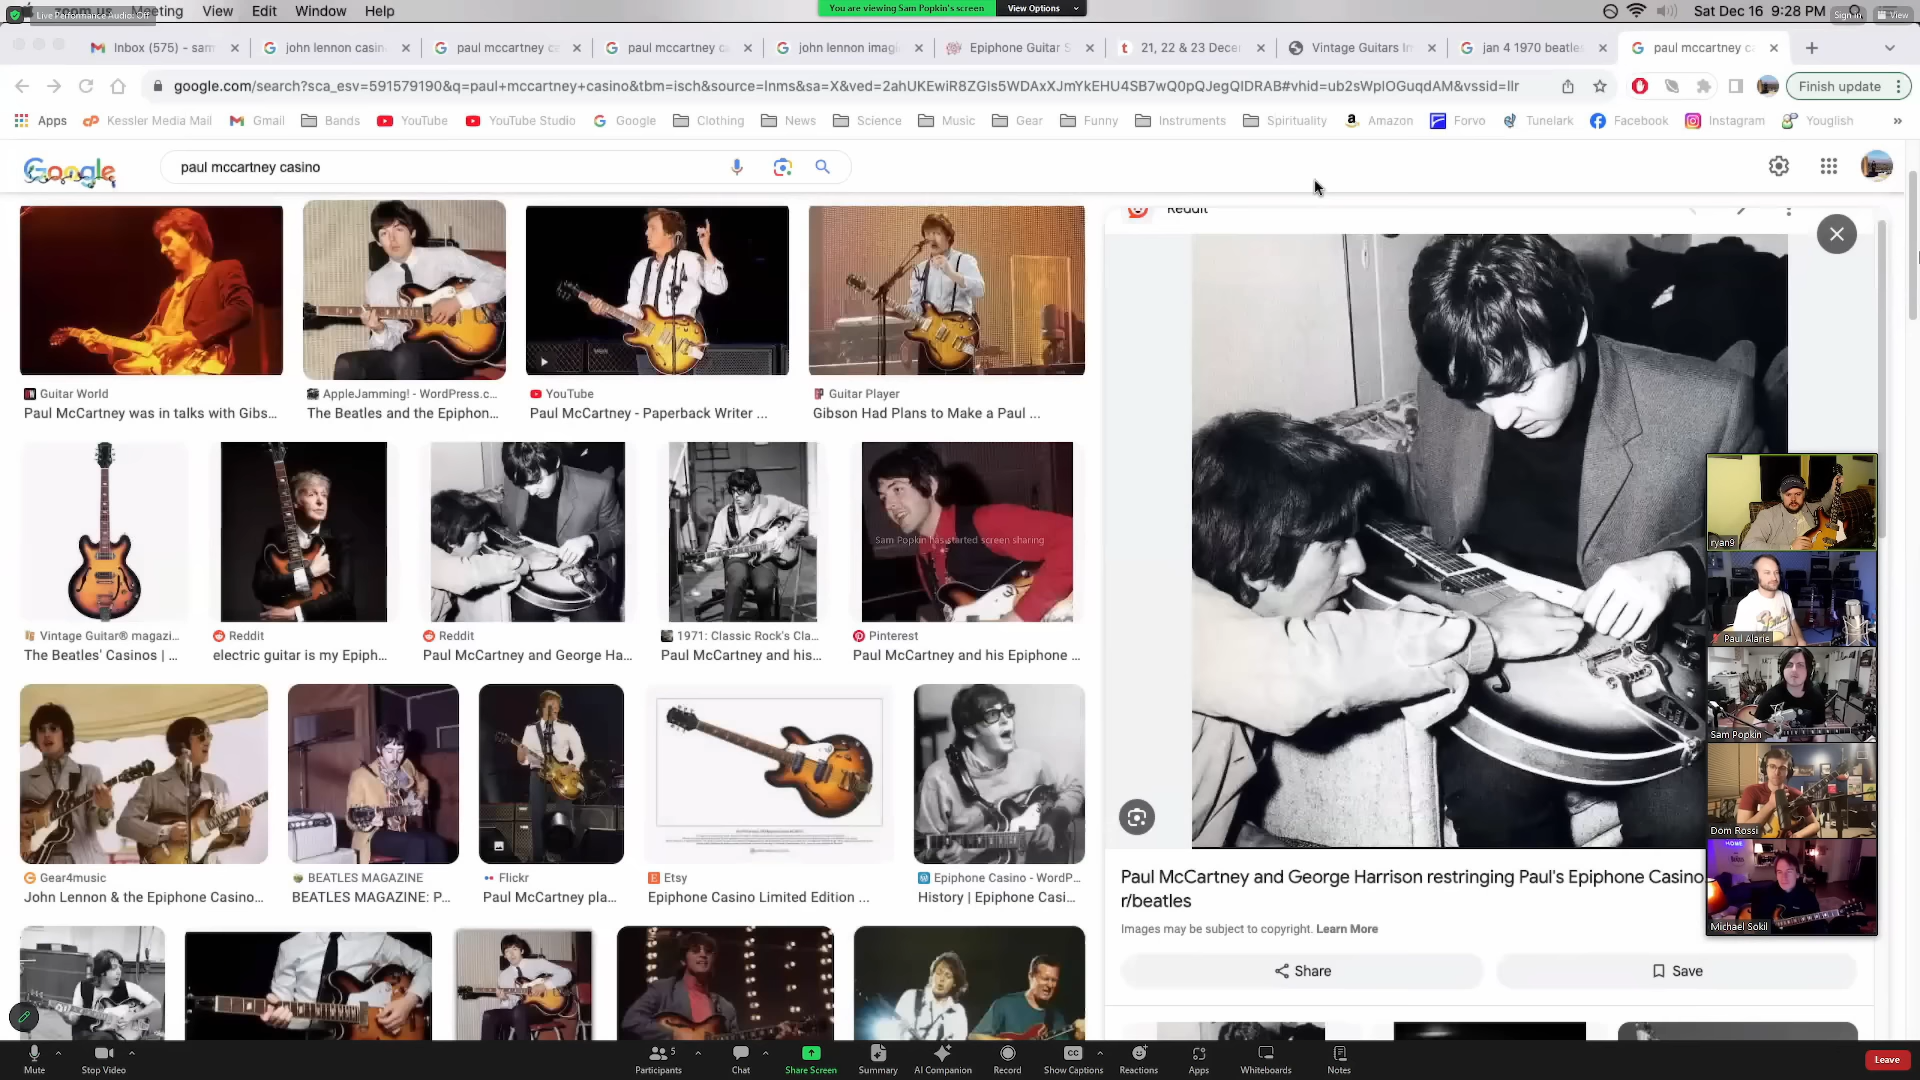 Meeting View Edit Window Help
Live Performance Audio: Off
You are viewing Sam Popkin's screen View Options
Sat Dec 16 9:28 PM
Sign in View
Inbox (575) - sam
john lennon casin
paul mccartney c
paul mccartney c
john lennon imagi
Epiphone Guitar S
21, 22 & 23 Dece
Vintage Guitars In
jan 4 1970 beatle
paul mccartney c
google.com/search?sca_esv=591579190&q=paul+mccartney+casino&tbm=isch&source=lnms&sa=X&ved=2ahUKEwiR8ZGls5WDAxXJmYkEHU4SB7wQ0pQJegQIDRAB#vhid=ub2sWplOGuqdAM&vssid=llr
Finish update
Apps Kessler Media Mail Gmail Bands YouTube YouTube Studio Google Clothing News Science Music Gear Funny Instruments Spirituality Amazon Forvo Tunelark Facebook Instagram Youglish »
Google
paul mccartney casino
Reddit
Guitar World
Paul McCartney was in talks with Gibs...
AppleJamming! - WordPress.c...
The Beatles and the Epiphon...
YouTube
Paul McCartney - Paperback Writer ...
Guitar Player
Gibson Had Plans to Make a Paul ...
Sam Popkin has started screen sharing
Vintage Guitar® magazi...
The Beatles' Casinos | ...
Reddit
electric guitar is my Epiph...
Reddit
Paul McCartney and George Ha...
1971: Classic Rock's Cla...
Paul McCartney and his...
Pinterest
Paul McCartney and his Epiphone ...
Gear4music
John Lennon & the Epiphone Casino...
BEATLES MAGAZINE
BEATLES MAGAZINE: P...
Flickr
Paul McCartney pla...
Etsy
Epiphone Casino Limited Edition ...
Epiphone Casino - WordP...
History | Epiphone Casi...
Paul McCartney and George Harrison restringing Paul's Epiphone Casino
r/beatles
Images may be subject to copyright. Learn More
Share
Save
ryan9
Paul Alarie
Sam Popkin
Dom Rossi
HOME
Michael Sokil
Mute
Stop Video
Participants 5
Chat
Share Screen
Summary
AI Companion
Record
CC
Show Captions
Reactions
Apps
Whiteboards
Notes
Leave